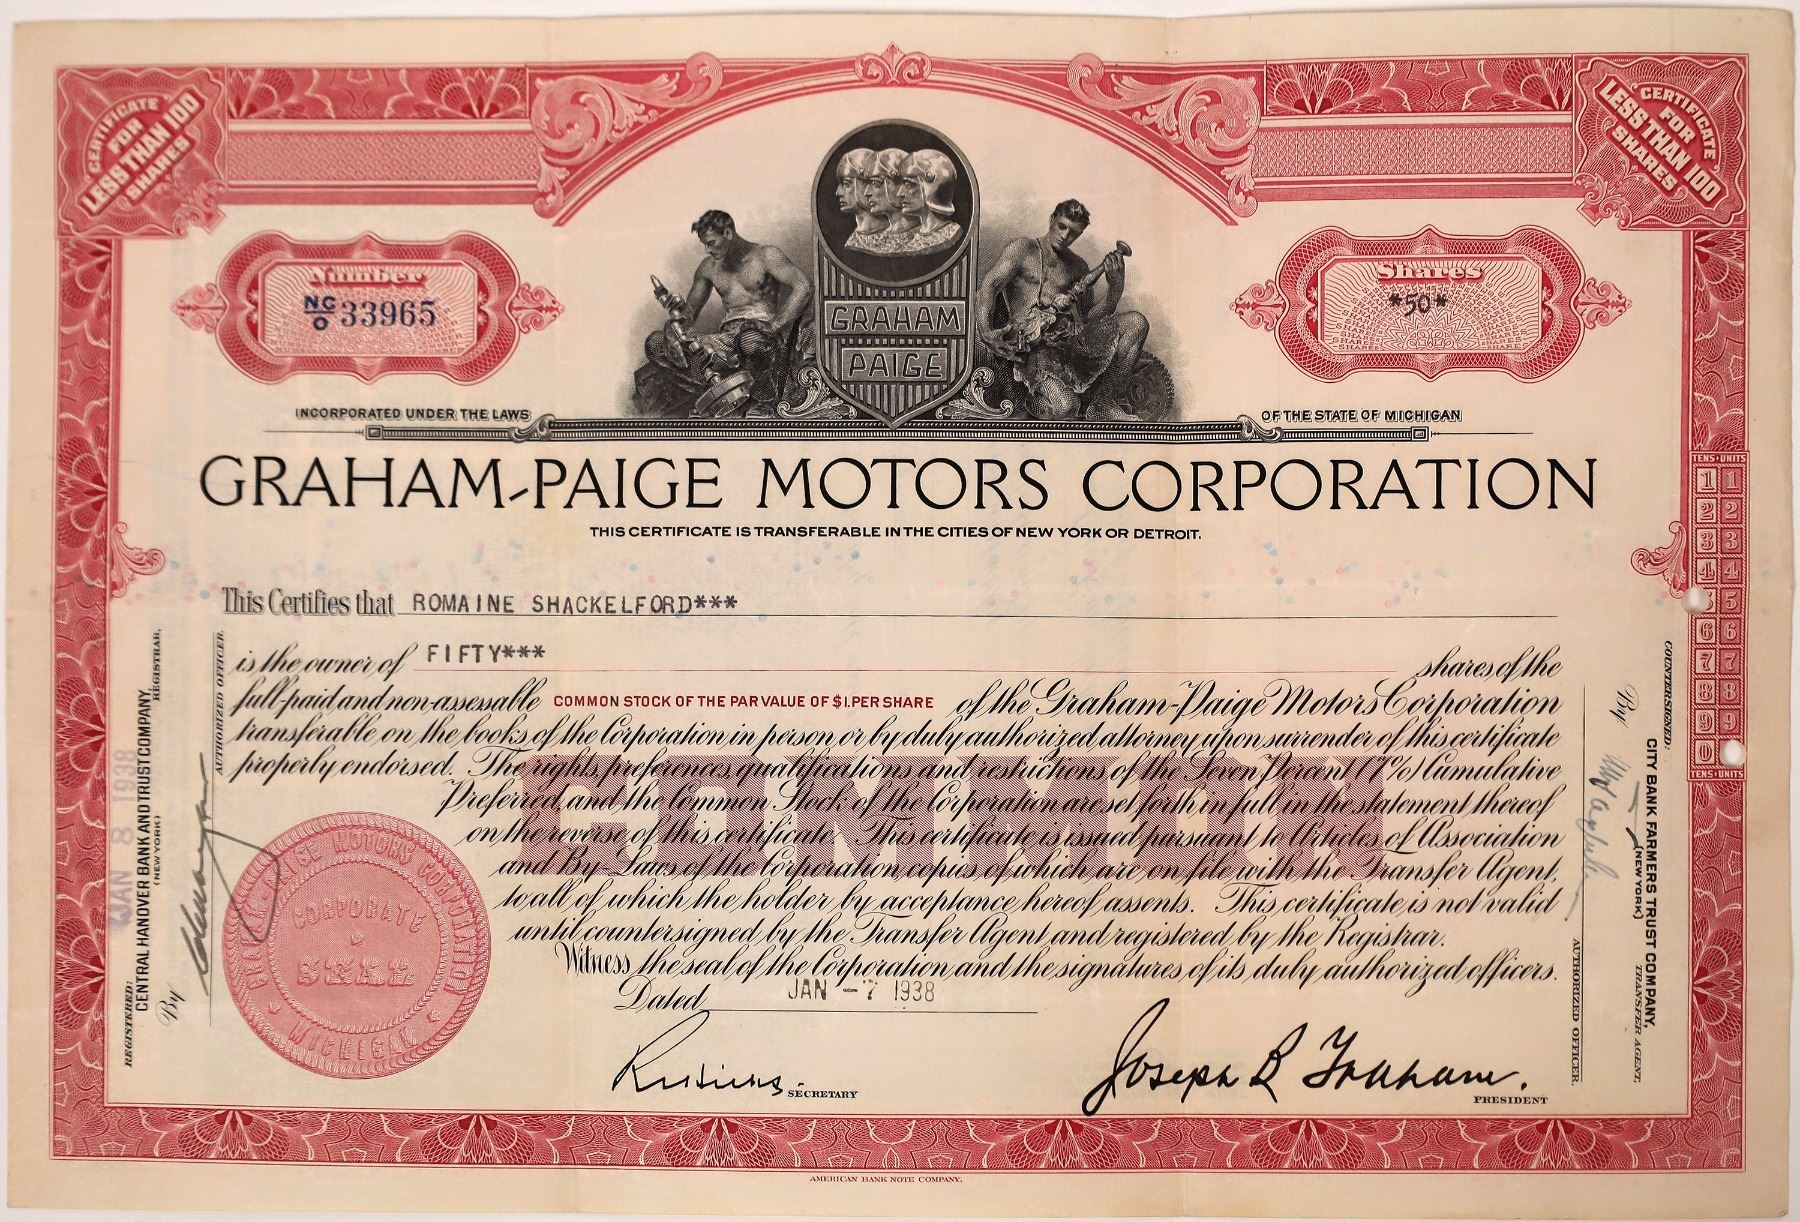 CERTIFICATE
FOR
LESS THAN 100
SHARES
CERTIFICATE
FOR
LESS THAN 100
SHARES
Number
NC/O 33965
GRAHAM
PAIGE
Shares
*50*
INCORPORATED UNDER THE LAWS
OF THE STATE OF MICHIGAN
GRAHAM-PAIGE MOTORS CORPORATION
THIS CERTIFICATE IS TRANSFERABLE IN THE CITIES OF NEW YORK OR DETROIT.
This Certifies that ROMAINE SHACKELFORD***
is the owner of FIFTY*** shares of the
full-paid and non-assessable COMMON STOCK OF THE PAR VALUE OF $1. PER SHARE of the Graham-Paige Motors Corporation
transferable on the books of the Corporation in person or by duly authorized attorney upon surrender of this certificate
properly endorsed. The rights, preferences, qualifications and restrictions of the Seven Percent (7%) Cumulative
Preferred, and the Common Stock of the Corporation are set forth in full in the statement thereof
on the reverse of this certificate. This certificate is issued pursuant to Articles of Association
and By-Laws of the Corporation, copies of which are on file with the Transfer Agent,
to all of which the holder by acceptance hereof assents. This certificate is not valid
until countersigned by the Transfer Agent and registered by the Registrar.
Witness the seal of the Corporation and the signatures of its duly authorized officers.
Dated JAN -7 1938
COMMON
SECRETARY
Joseph B Graham.
PRESIDENT
GRAHAM-PAIGE MOTORS CORPORATION
CORPORATE
SEAL
MICHIGAN
REGISTERED:
CENTRAL HANOVER BANK AND TRUST COMPANY,
(NEW YORK)
REGISTRAR.
By
AUTHORIZED OFFICER.
JAN 8 1938
COUNTERSIGNED:
CITY BANK FARMERS TRUST COMPANY,
(NEW YORK)
TRANSFER AGENT.
By
AUTHORIZED OFFICER.
TENS UNITS
1 1
2 2
3 3
4 4
5
6 6
7 7
8 8
9 9
0
TENS UNITS
AMERICAN BANK NOTE COMPANY.